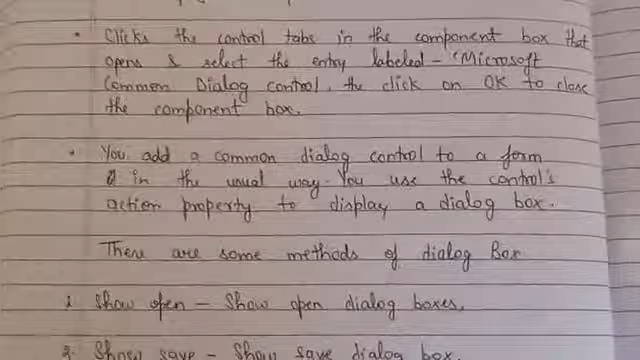 • Clicks the control tabs in the component box that
opens & select the entry labeled - 'Microsoft
Common Dialog control, the click on OK to close
the component box.
• You add a common dialog control to a form
in the usual way. You use the control's
action property to display a dialog box.
There are some methods of dialog Box
1. Show open - Show open dialog boxes.
2. Show save - Show save dialog box.